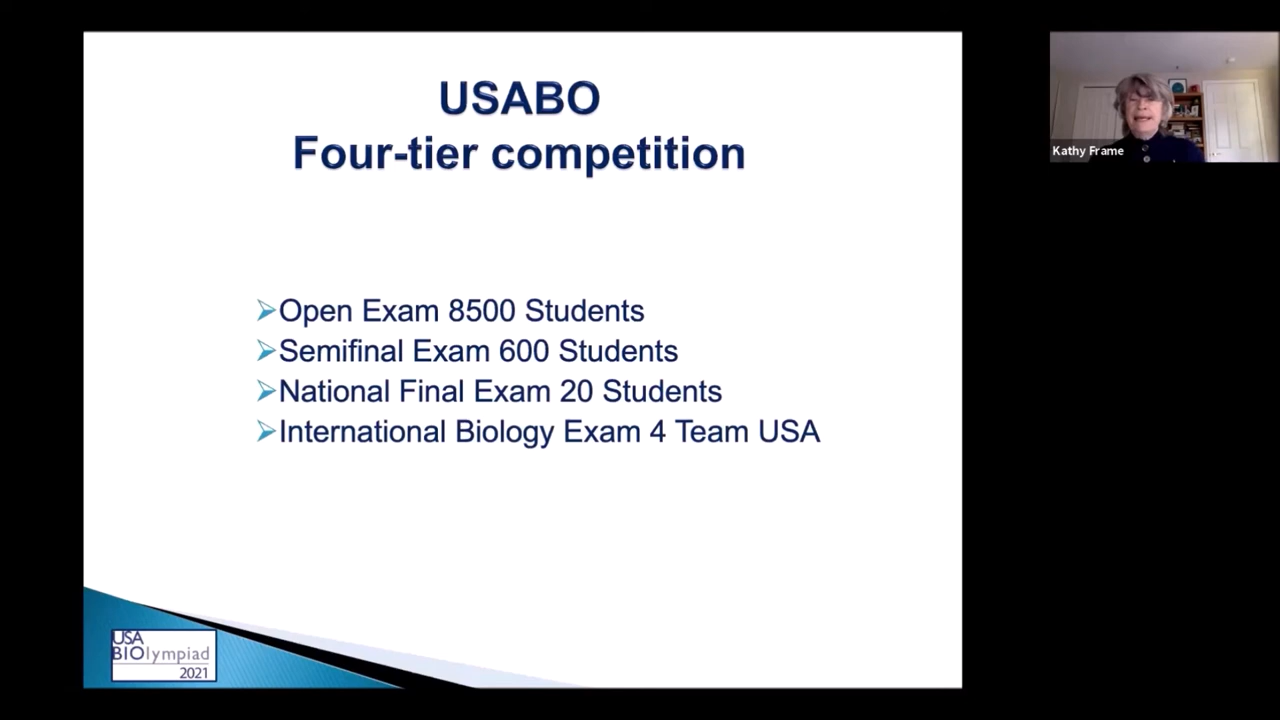 USABO
Four-tier competition
➢Open Exam 8500 Students
➢Semifinal Exam 600 Students
➢National Final Exam 20 Students
➢International Biology Exam 4 Team USA
USA
BIOlympiad
2021
Kathy Frame